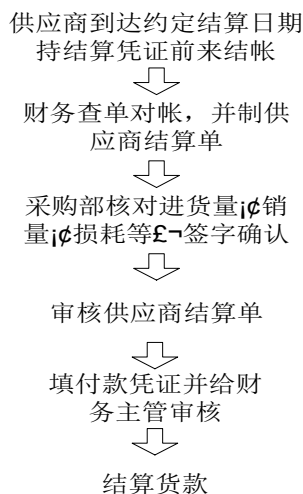 供应商到达约定结算日期
持结算凭证前来结帐
财务查单对帐，并制供
应商结算单
采购部核对进货量¡¢销
量¡¢损耗等£¬签字确认
审核供应商结算单
填付款凭证并给财
务主管审核
结算货款